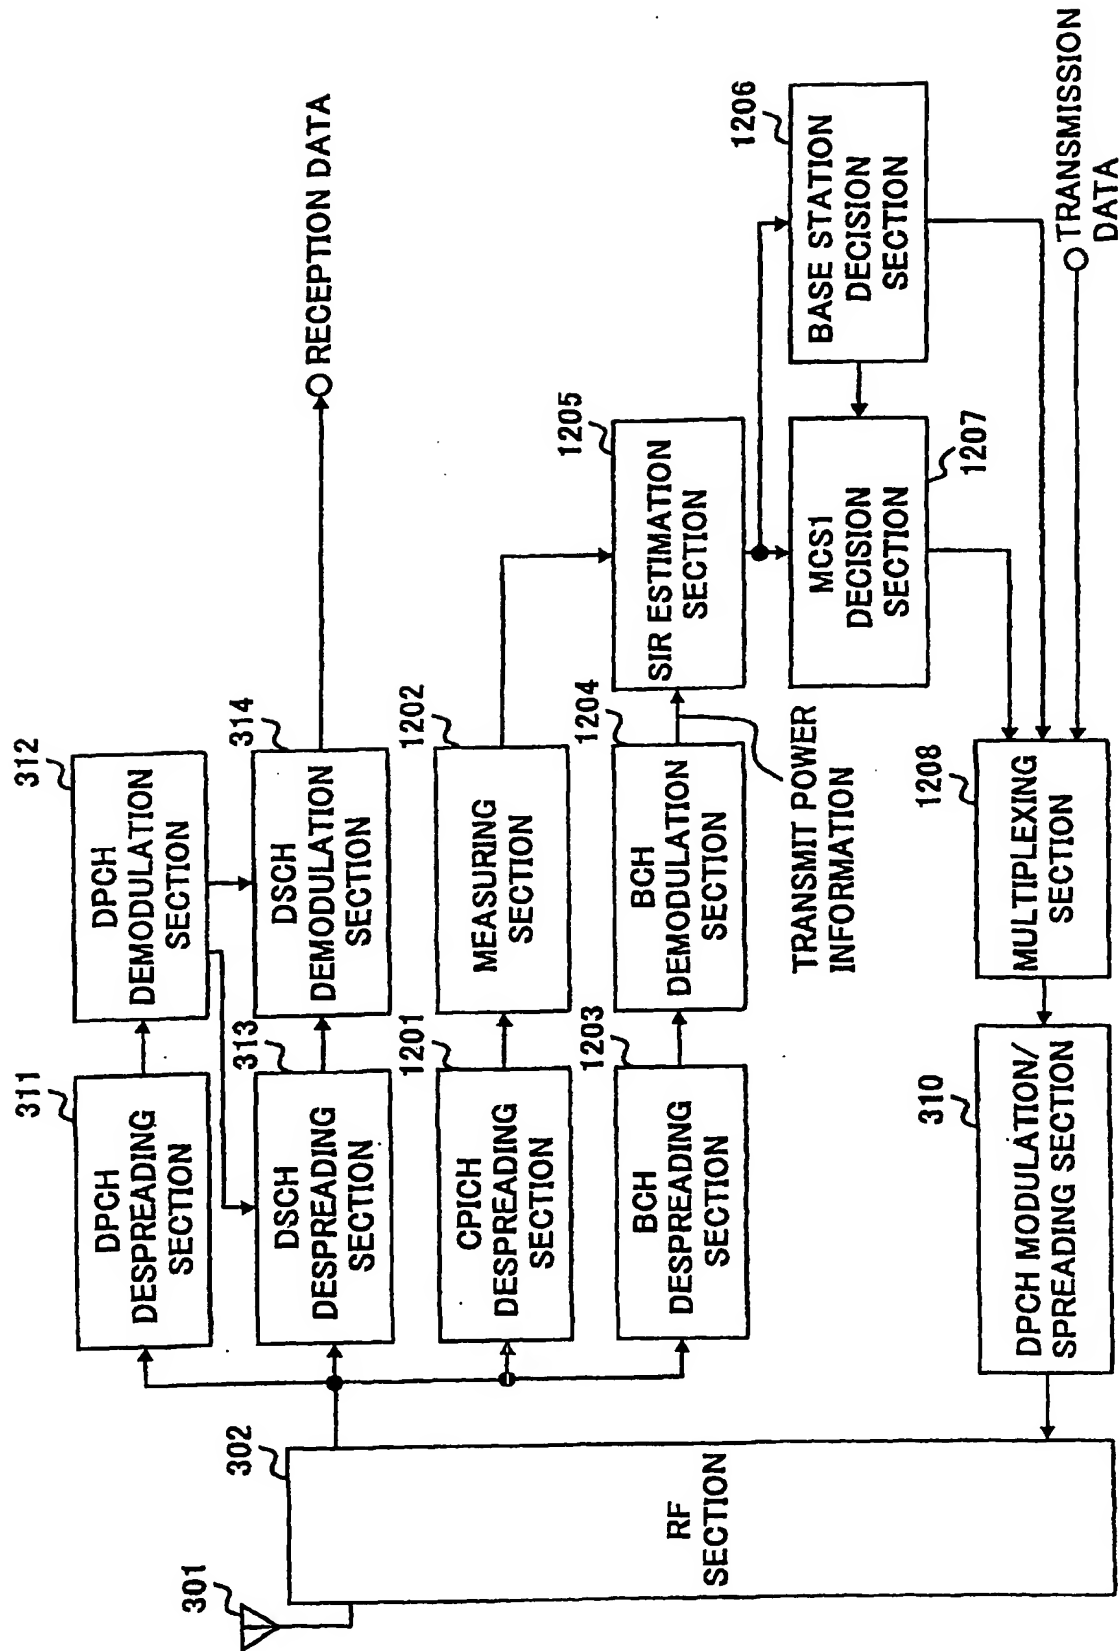 301
302
RF
SECTION
311
DPCH
DESPREADING
SECTION
312
DPCH
DEMODULATION
SECTION
313
DSCH
DESPREADING
SECTION
314
DSCH
DEMODULATION
SECTION
RECEPTION DATA
1201
CPICH
DESPREADING
SECTION
1202
MEASURING
SECTION
1203
BCH
DESPREADING
SECTION
1204
BCH
DEMODULATION
SECTION
TRANSMIT POWER
INFORMATION
1205
SIR ESTIMATION
SECTION
1206
BASE STATION
DECISION
SECTION
1207
MCS1
DECISION
SECTION
310
DPCH MODULATION/
SPREADING SECTION
1208
MULTIPLEXING
SECTION
TRANSMISSION
DATA